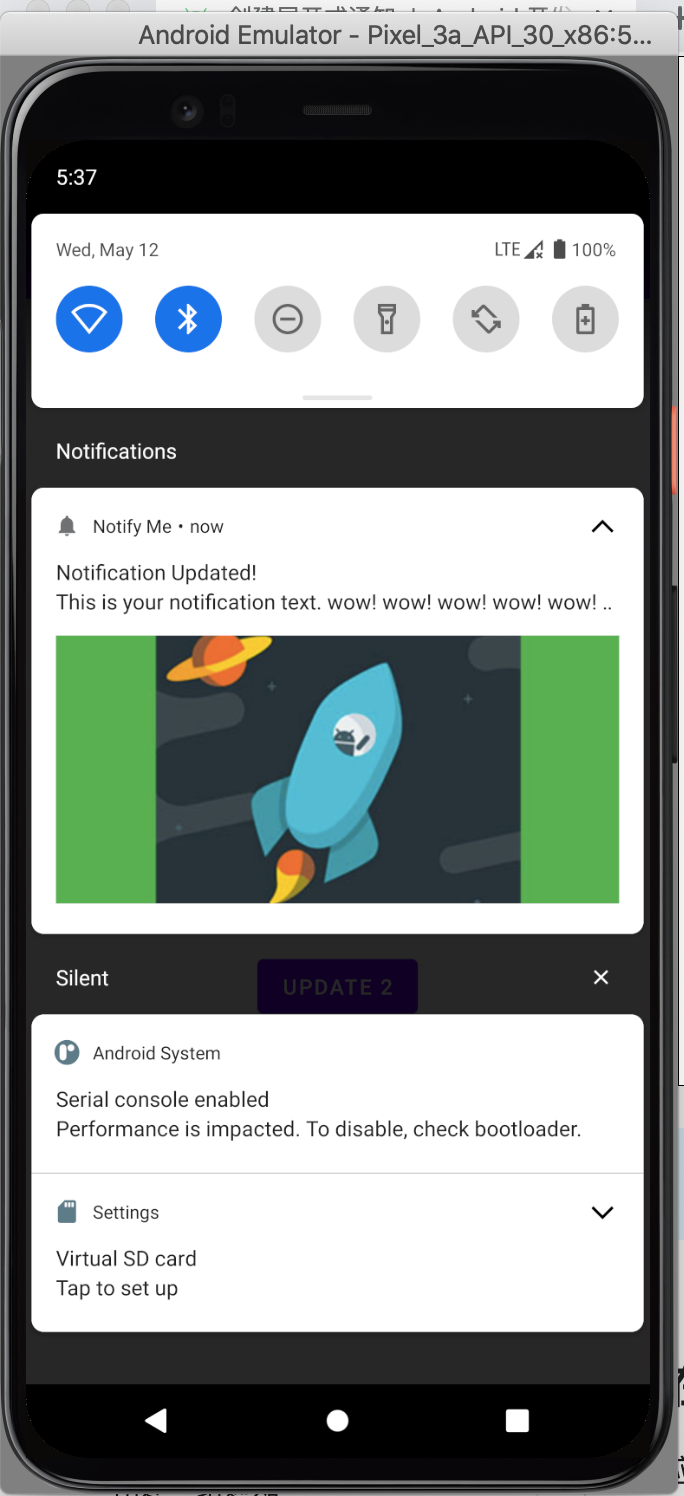 Android Emulator - Pixel_3a_API_30_x86:5...
5:37
Wed, May 12
LTE 100%
Notifications
Notify Me • now
Notification Updated!
This is your notification text. wow! wow! wow! wow! wow! ..
Silent
UPDATE 2
Android System
Serial console enabled
Performance is impacted. To disable, check bootloader.
Settings
Virtual SD card
Tap to set up